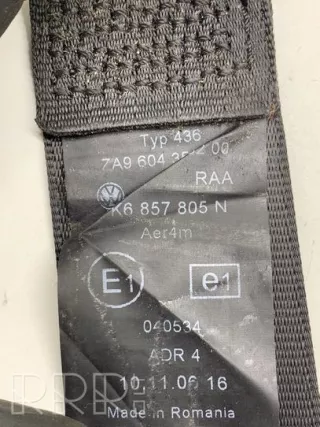 Typ 436
RAA
K6 857 805 N
Aer4m
E1 e1
040534
ADR 4
10.11.06 16
Made in Romania
RRR